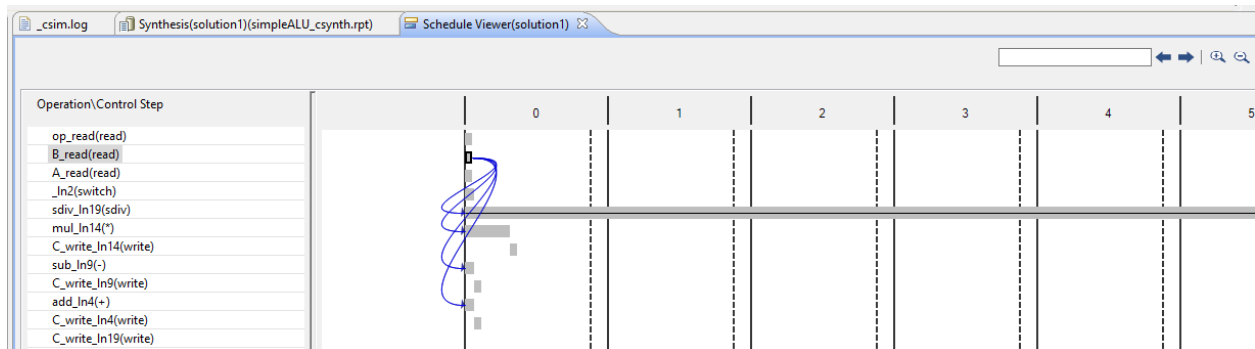 _csim.log Synthesis(solution1)(simpleALU_csynth.rpt) Schedule Viewer(solution1)
Operation\Control Step 0 1 2 3 4 5
op_read(read)
B_read(read)
A_read(read)
_ln2(switch)
sdiv_ln19(sdiv)
mul_ln14(*)
C_write_ln14(write)
sub_ln9(-)
C_write_ln9(write)
add_ln4(+)
C_write_ln4(write)
C_write_ln19(write)